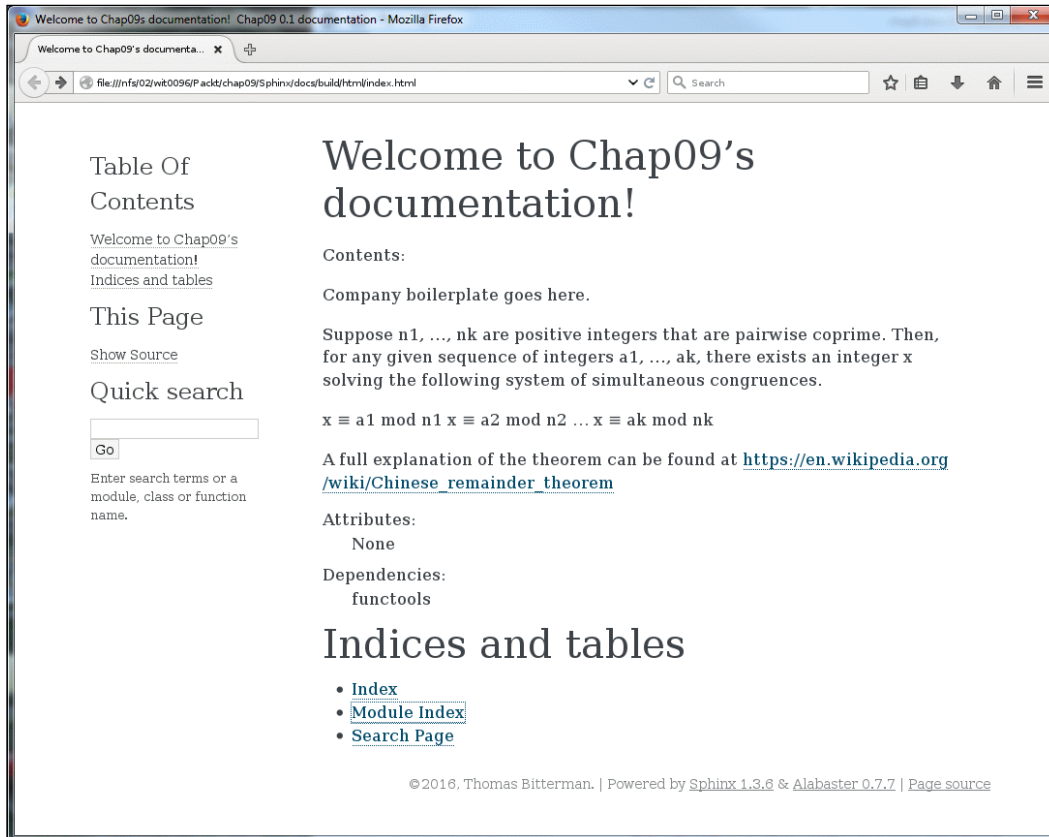 Welcome to Chap09s documentation! Chap09 0.1 documentation - Mozilla Firefox
Welcome to Chap09's documenta...
file:///nfs/02/wit0096/Packt/chap09/Sphinx/docs/build/html/index.html
Search
Table Of
Contents
Welcome to Chap09's
documentation!
Indices and tables
This Page
Show Source
Quick search
Go
Enter search terms or a
module, class or function
name.
Welcome to Chap09's
documentation!
Contents:
Company boilerplate goes here.
Suppose n1, ..., nk are positive integers that are pairwise coprime. Then,
for any given sequence of integers a1, ..., ak, there exists an integer x
solving the following system of simultaneous congruences.
x ≡ a1 mod n1 x ≡ a2 mod n2 ... x ≡ ak mod nk
A full explanation of the theorem can be found at https://en.wikipedia.org
/wiki/Chinese_remainder_theorem
Attributes:
None
Dependencies:
functools
Indices and tables
• Index
• Module Index
• Search Page
©2016, Thomas Bitterman. | Powered by Sphinx 1.3.6 & Alabaster 0.7.7 | Page source